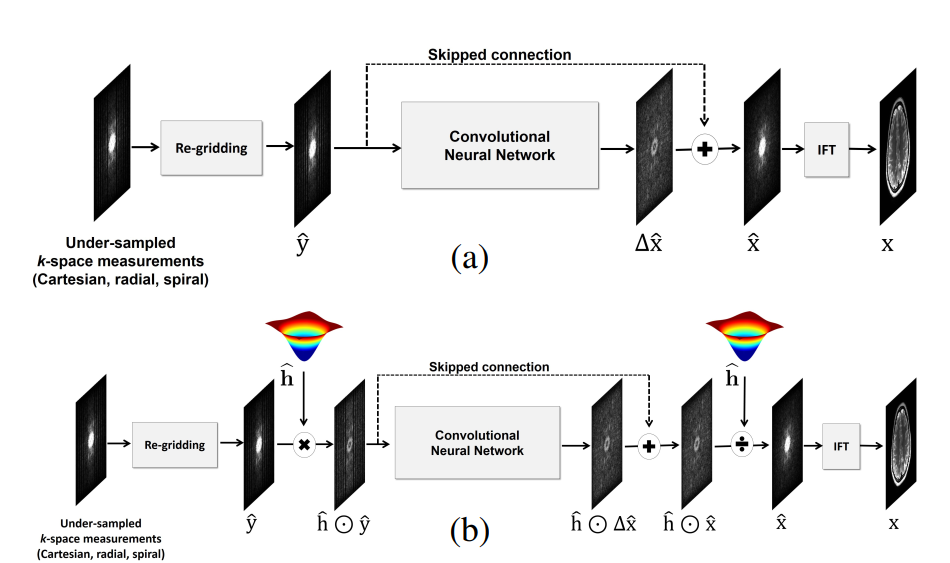 Skipped connection
Re-gridding
Convolutional
Neural Network
IFT
Under-sampled
k-space measurements
(Cartesian, radial, spiral)
ŷ
Δx̂
x̂
x
(a)
ĥ
ĥ
Skipped connection
Re-gridding
Convolutional
Neural Network
IFT
Under-sampled
k-space measurements
(Cartesian, radial, spiral)
ŷ
ĥ ⊙ ŷ
ĥ ⊙ Δx̂
ĥ ⊙ x̂
x̂
x
(b)